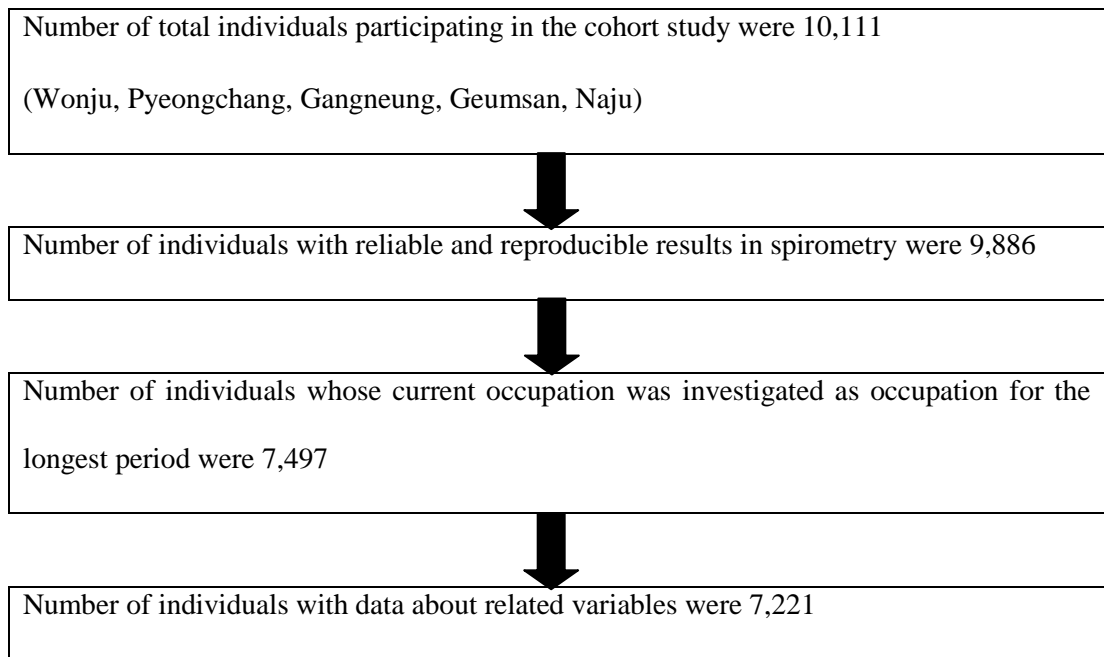 Number of total individuals participating in the cohort study were 10,111
(Wonju, Pyeongchang, Gangneung, Geumsan, Naju)
Number of individuals with reliable and reproducible results in spirometry were 9,886
Number of individuals whose current occupation was investigated as occupation for the
longest period were 7,497
Number of individuals with data about related variables were 7,221